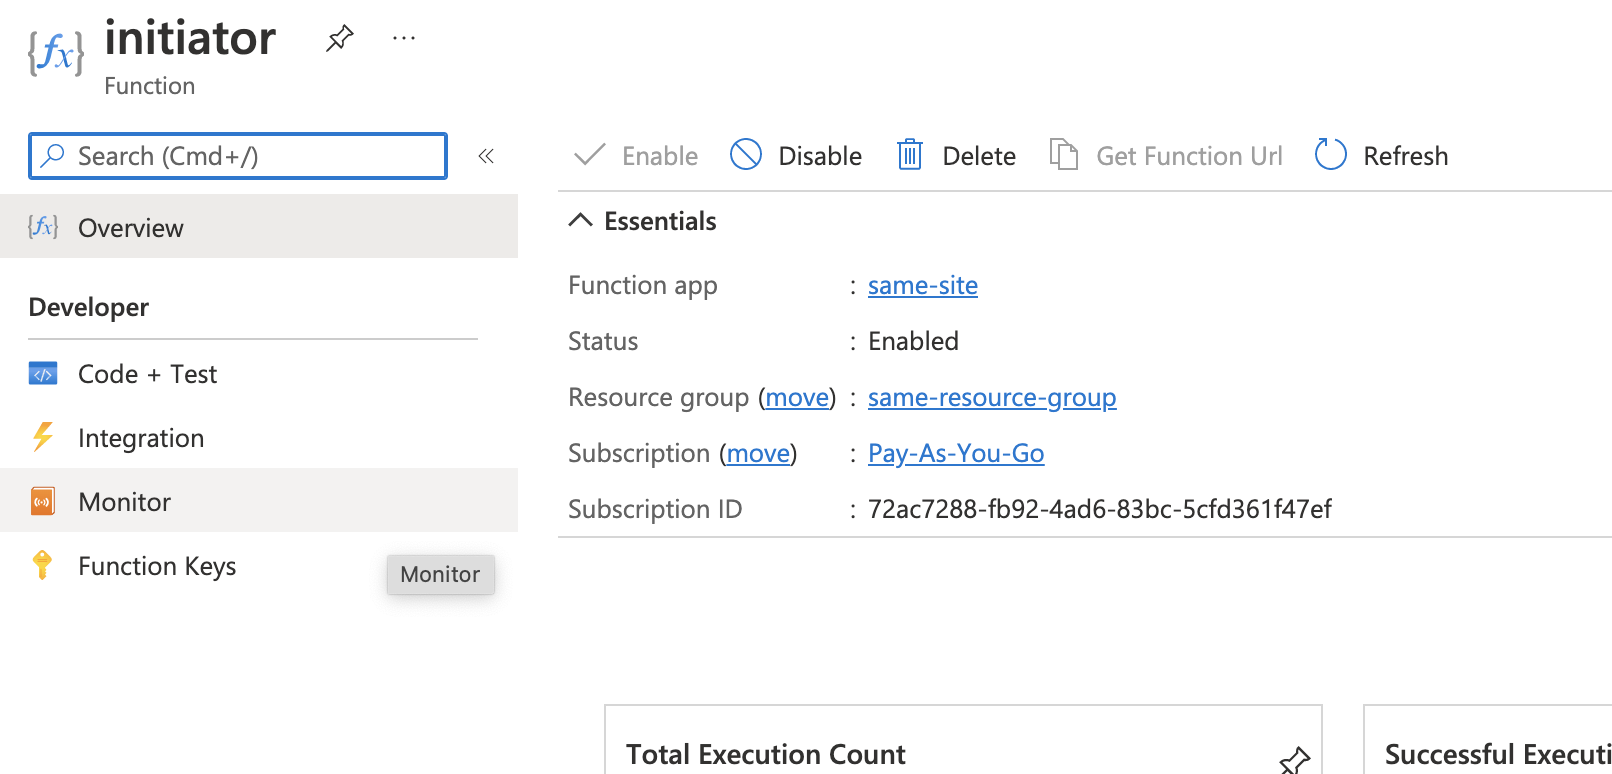 initiator
Function
Search (Cmd+/)
«
Overview
Developer
Code + Test
Integration
Monitor
Function Keys
Monitor
Enable
Disable
Delete
Get Function Url
Refresh
Essentials
Function app : same-site
Status : Enabled
Resource group (move) : same-resource-group
Subscription (move) : Pay-As-You-Go
Subscription ID : 72ac7288-fb92-4ad6-83bc-5cfd361f47ef
Total Execution Count
Successful Executi